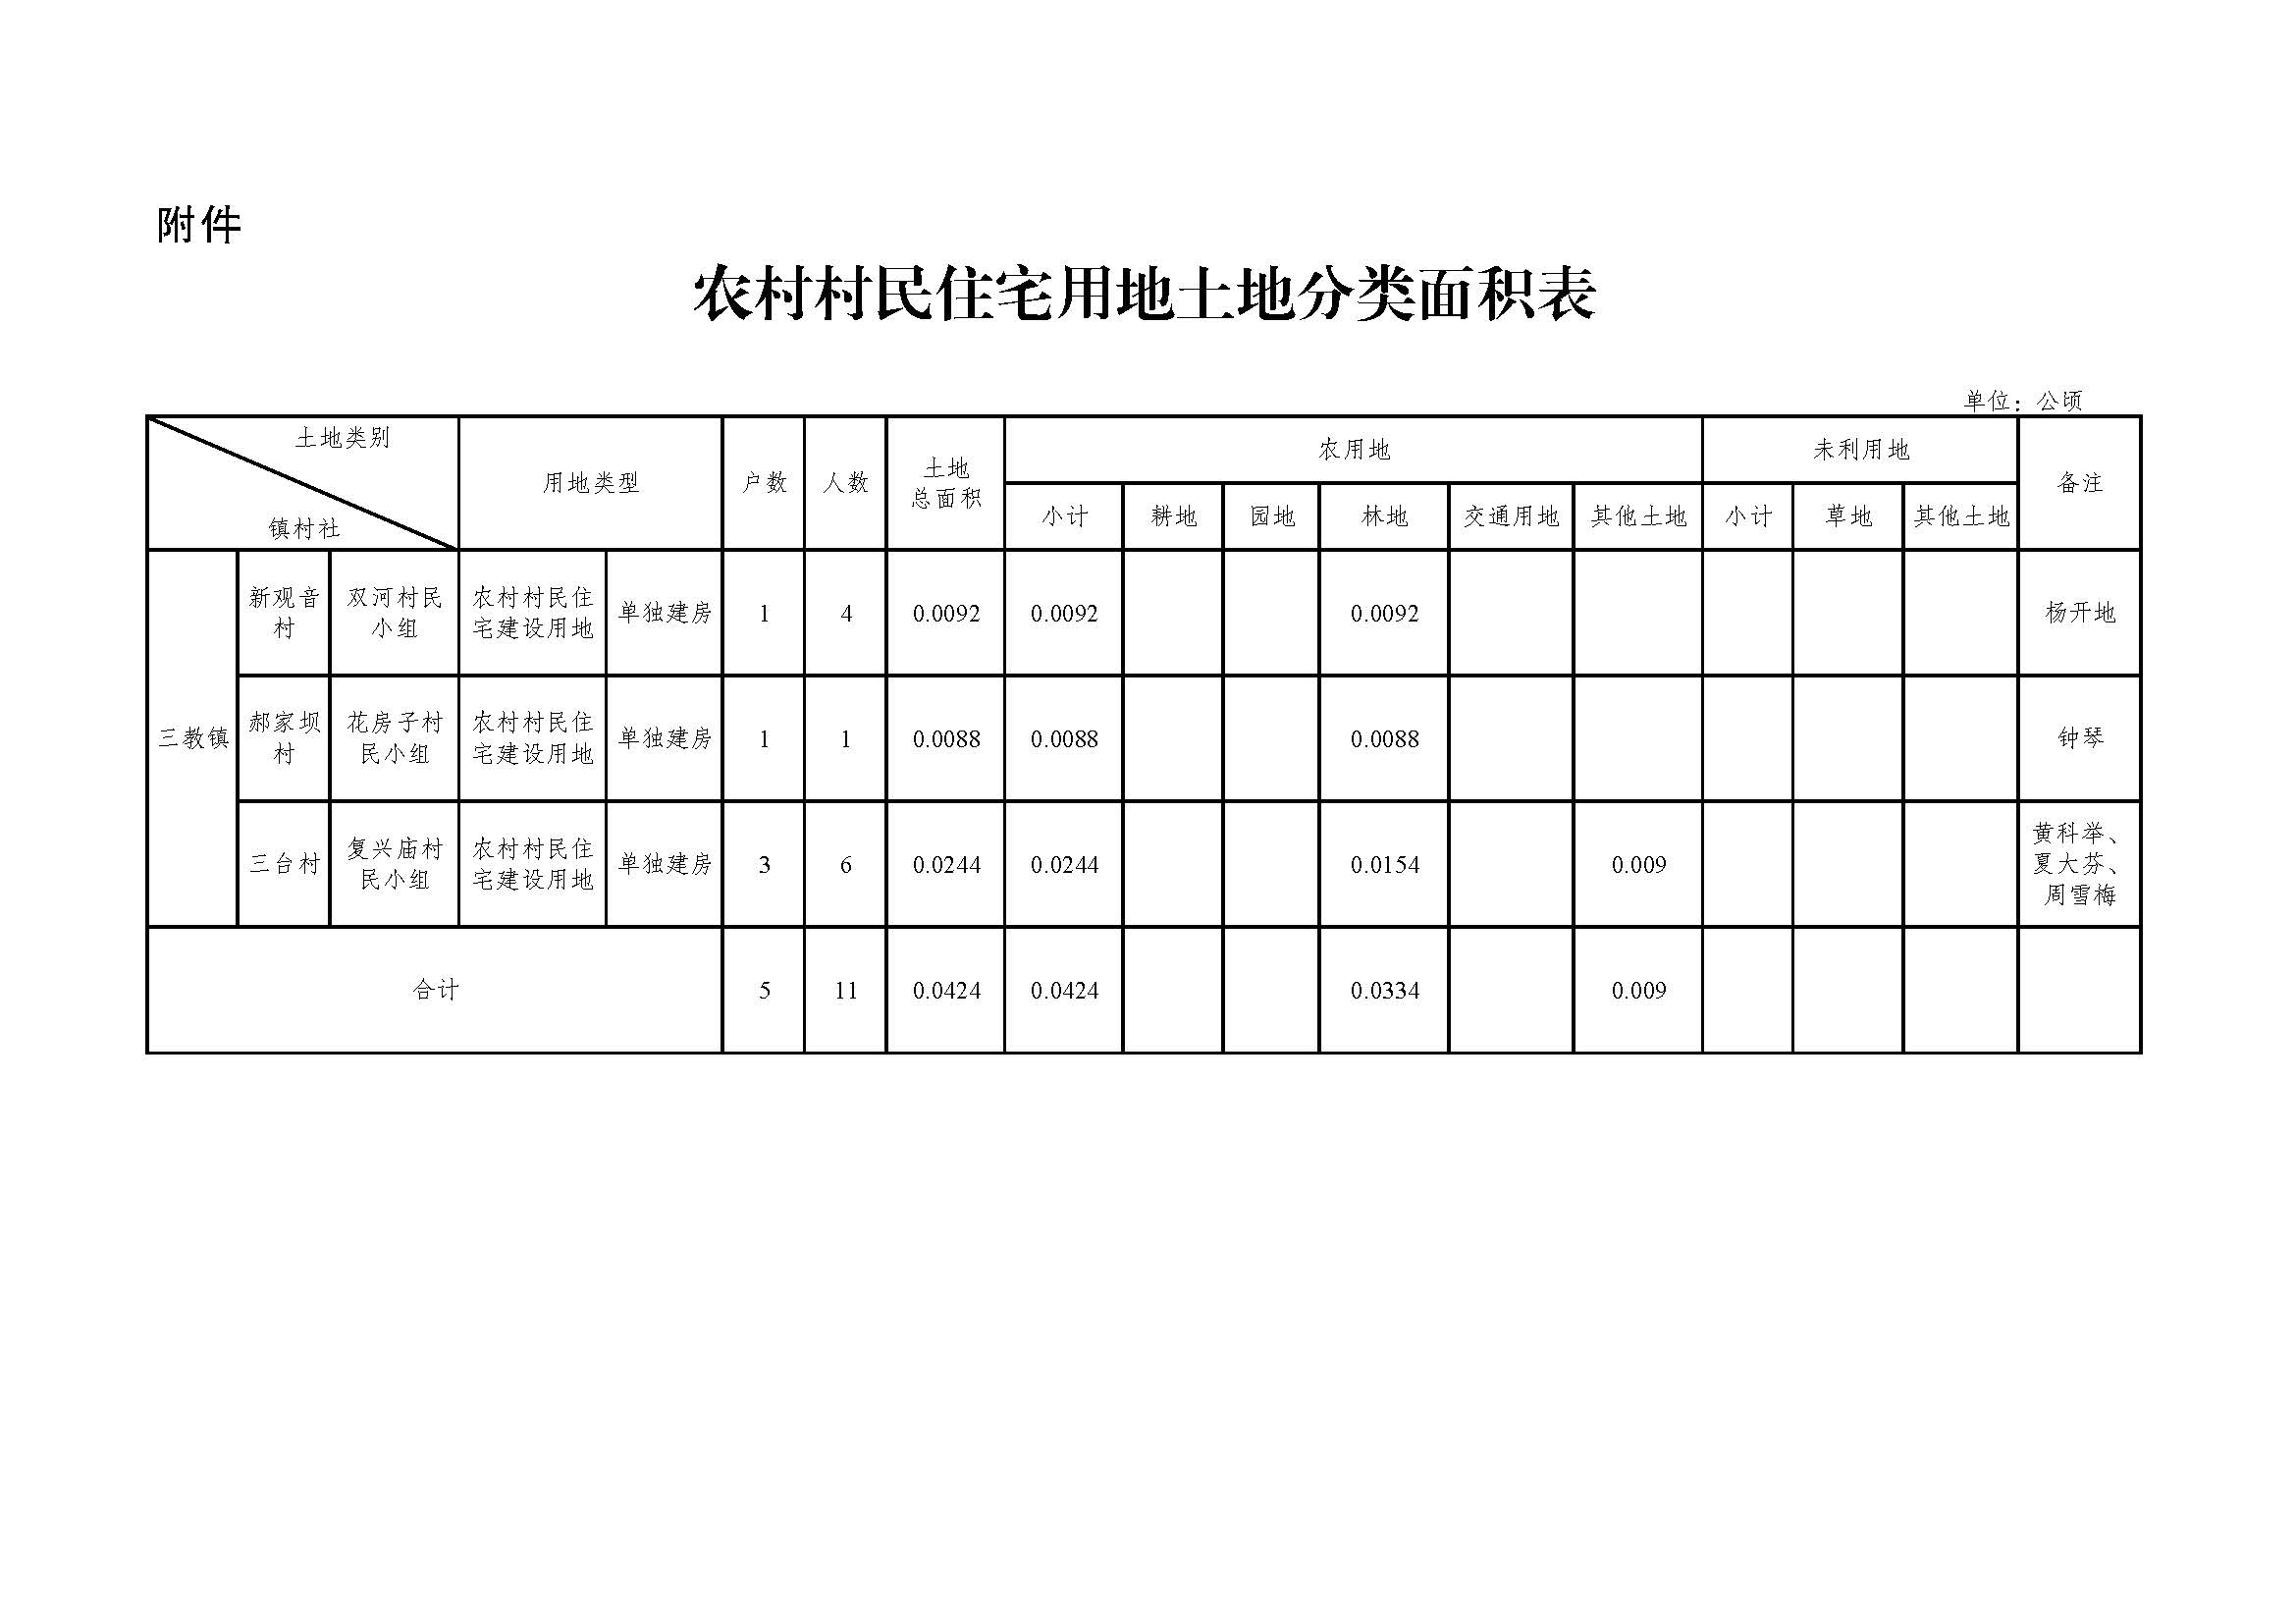 附件
农村村民住宅用地土地分类面积表
单位：公顷
土地类别
镇村社
用地类型
户数
人数
土地
总面积
农用地
未利用地
备注
小计
耕地
园地
林地
交通用地
其他土地
小计
草地
其他土地
三教镇
新观音
村
双河村民
小组
农村村民住
宅建设用地
单独建房
1
4
0.0092
0.0092
0.0092
杨开地
郝家坝
村
花房子村
民小组
农村村民住
宅建设用地
单独建房
1
1
0.0088
0.0088
0.0088
钟琴
三台村
复兴庙村
民小组
农村村民住
宅建设用地
单独建房
3
6
0.0244
0.0244
0.0154
0.009
黄科举、
夏大芬、
周雪梅
合计
5
11
0.0424
0.0424
0.0334
0.009